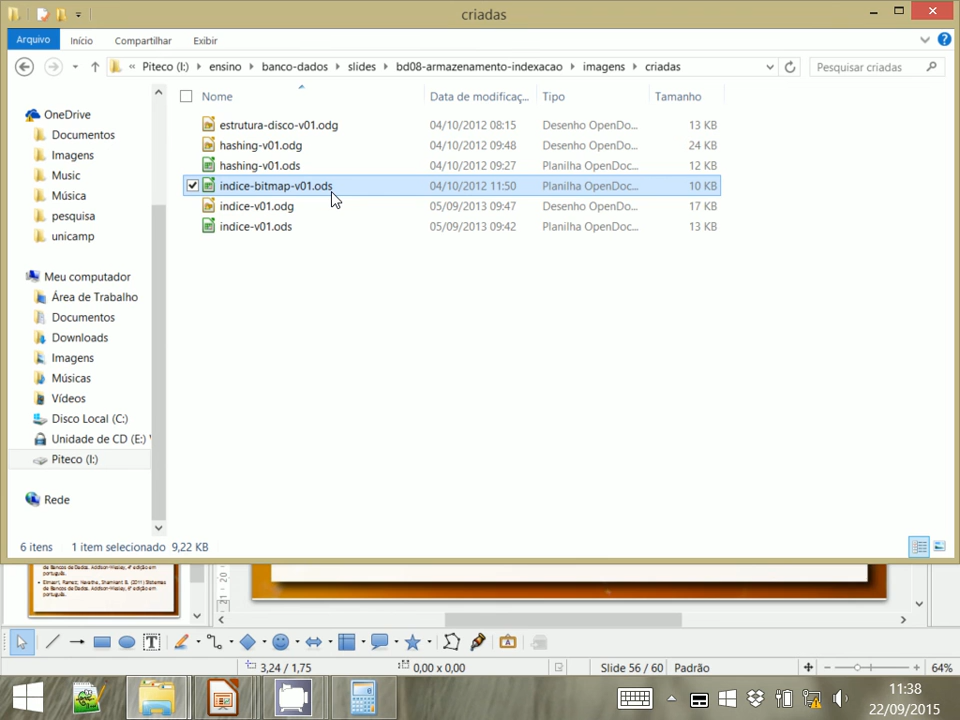 criadas
Arquivo Início Compartilhar Exibir
« Piteco (I:) ensino banco-dados slides bd08-armazenamento-indexacao imagens criadas Pesquisar criadas
Nome Data de modificaç... Tipo Tamanho
estrutura-disco-v01.odg 04/10/2012 08:15 Desenho OpenDo... 13 KB
hashing-v01.odg 04/10/2012 09:48 Desenho OpenDo... 24 KB
hashing-v01.ods 04/10/2012 09:27 Planilha OpenDoc... 12 KB
indice-bitmap-v01.ods 04/10/2012 11:50 Planilha OpenDoc... 10 KB
indice-v01.odg 05/09/2013 09:47 Desenho OpenDo... 17 KB
indice-v01.ods 05/09/2013 09:42 Planilha OpenDoc... 13 KB
OneDrive
Documentos
Imagens
Music
Música
pesquisa
unicamp
Meu computador
Área de Trabalho
Documentos
Downloads
Imagens
Músicas
Vídeos
Disco Local (C:)
Unidade de CD (E:)
Piteco (I:)
Rede
6 itens 1 item selecionado 9,22 KB
3,24 / 1,75 0,00 x 0,00 Slide 56 / 60 Padrão 64%
11:38
22/09/2015